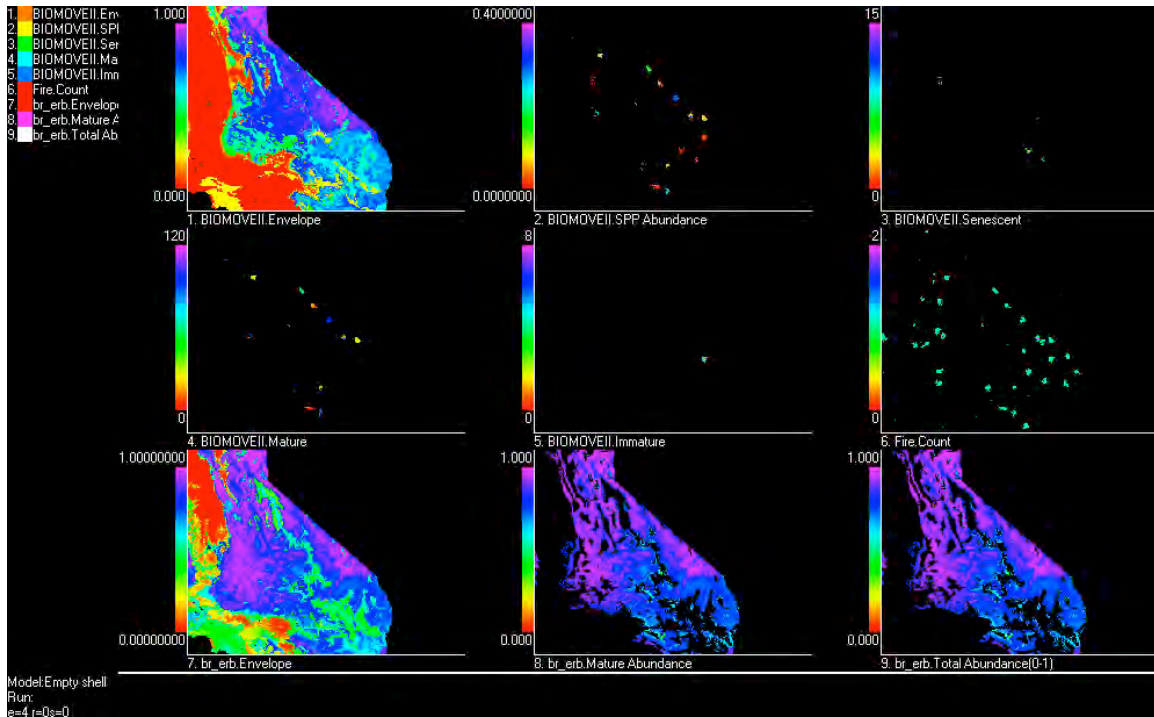 1. BIOMOVEII.Env
2. BIOMOVEII.SPI
3. BIOMOVEII.Ser
4. BIOMOVEII.Ma
5. BIOMOVEII.Imm
6. Fire.Count
7. br_erb.Envelope
8. br_erb.Mature A
9. br_erb.Total Ab
1.000
0.000
1. BIOMOVEII.Envelope
0.4000000
0.0000000
2. BIOMOVEII.SPP Abundance
15
0
3. BIOMOVEII.Senescent
120
0
4. BIOMOVEII.Mature
8
0
5. BIOMOVEII.Immature
2
0
6. Fire.Count
1.00000000
0.00000000
7. br_erb.Envelope
1.000
0.000
8. br_erb.Mature Abundance
1.000
0.000
9. br_erb.Total Abundance(0-1)
Model:Empty shell
Run:
e=4 r=0s=0